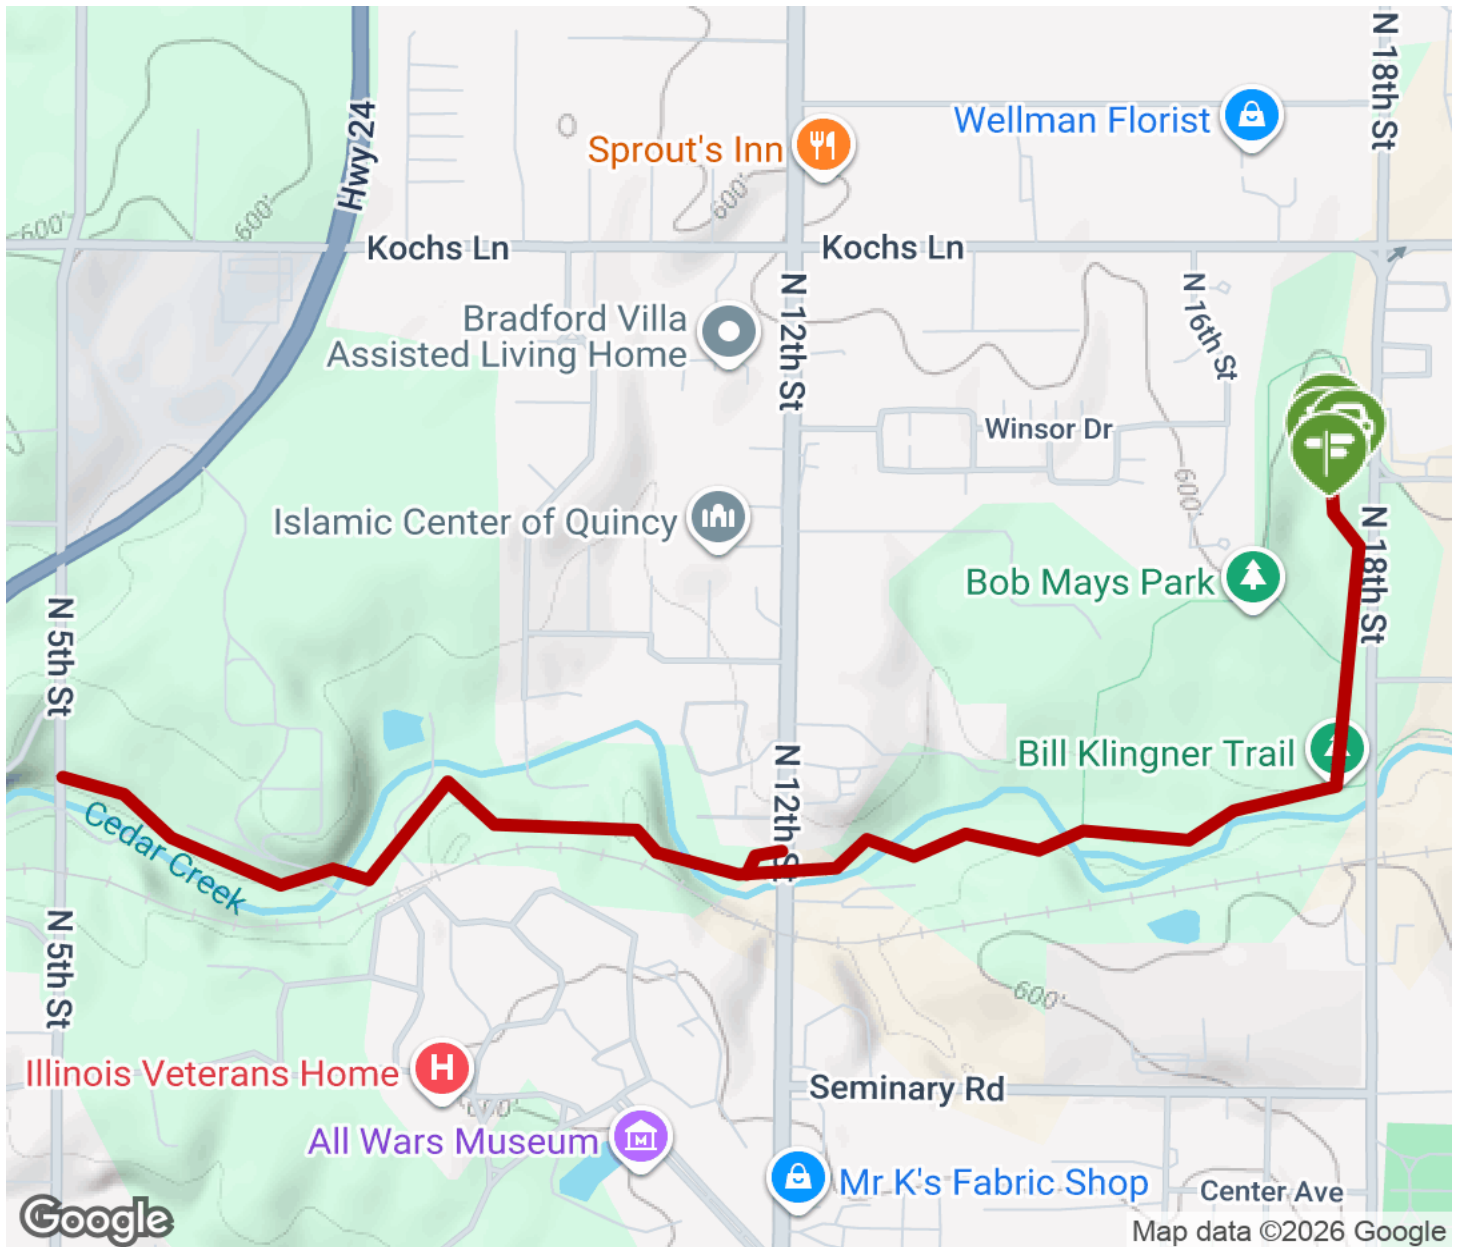 N 18th St
Hwy 24
Wellman Florist
Sprout's Inn
600'
600'
600'
Kochs Ln
Kochs Ln
N 12th St
N 16th St
Bradford Villa
Assisted Living Home
Winsor Dr
600'
Islamic Center of Quincy
N 18th St
Bob Mays Park
N 5th St
Bill Klingner Trail
N 12th St
Cedar Creek
N 5th St
600'
Illinois Veterans Home
H
Seminary Rd
600'
All Wars Museum
M
Mr K's Fabric Shop
Center Ave
Google
Map data ©2026 Google